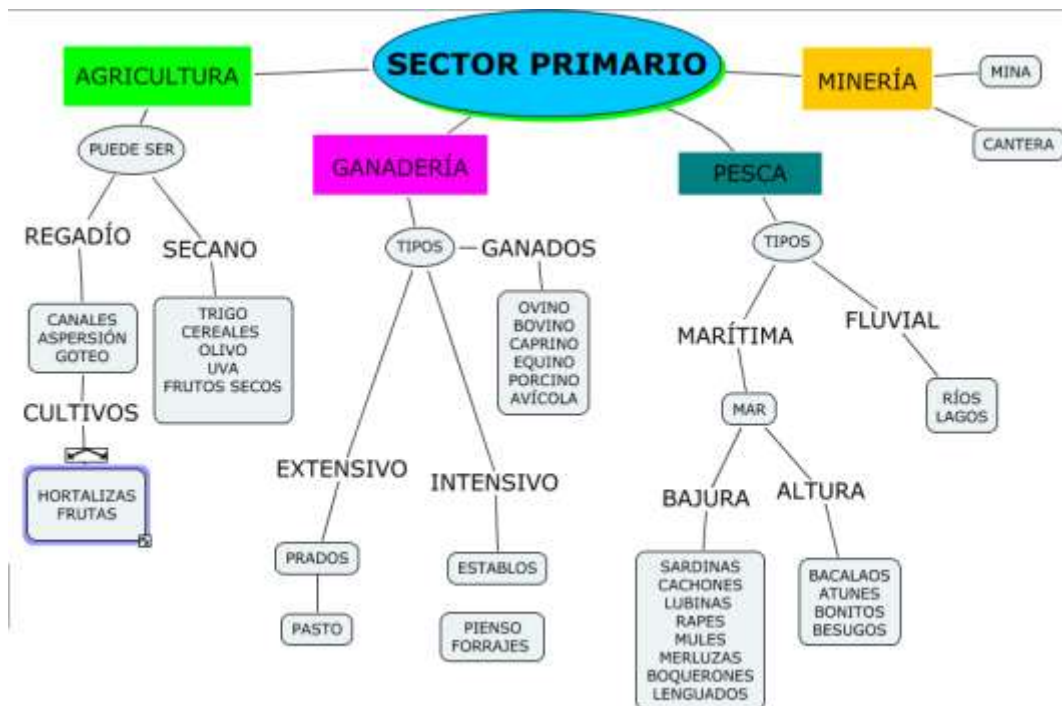 SECTOR PRIMARIO
AGRICULTURA
PUEDE SER
REGADÍO
CANALES
ASPERSIÓN
GOTEO
CULTIVOS
HORTALIZAS
FRUTAS
SECANO
TRIGO
CEREALES
OLIVO
UVA
FRUTOS SECOS
GANADERÍA
TIPOS
GANADOS
OVINO
BOVINO
CAPRINO
EQUINO
PORCINO
AVÍCOLA
EXTENSIVO
PRADOS
PASTO
INTENSIVO
ESTABLOS
PIENSO
FORRAJES
PESCA
TIPOS
MARÍTIMA
MAR
BAJURA
SARDINAS
CACHONES
LUBINAS
RAPES
MULES
MERLUZAS
BOQUERONES
LENGUADOS
ALTURA
BACALAOS
ATUNES
BONITOS
BESUGOS
FLUVIAL
RÍOS
LAGOS
MINERÍA
MINA
CANTERA